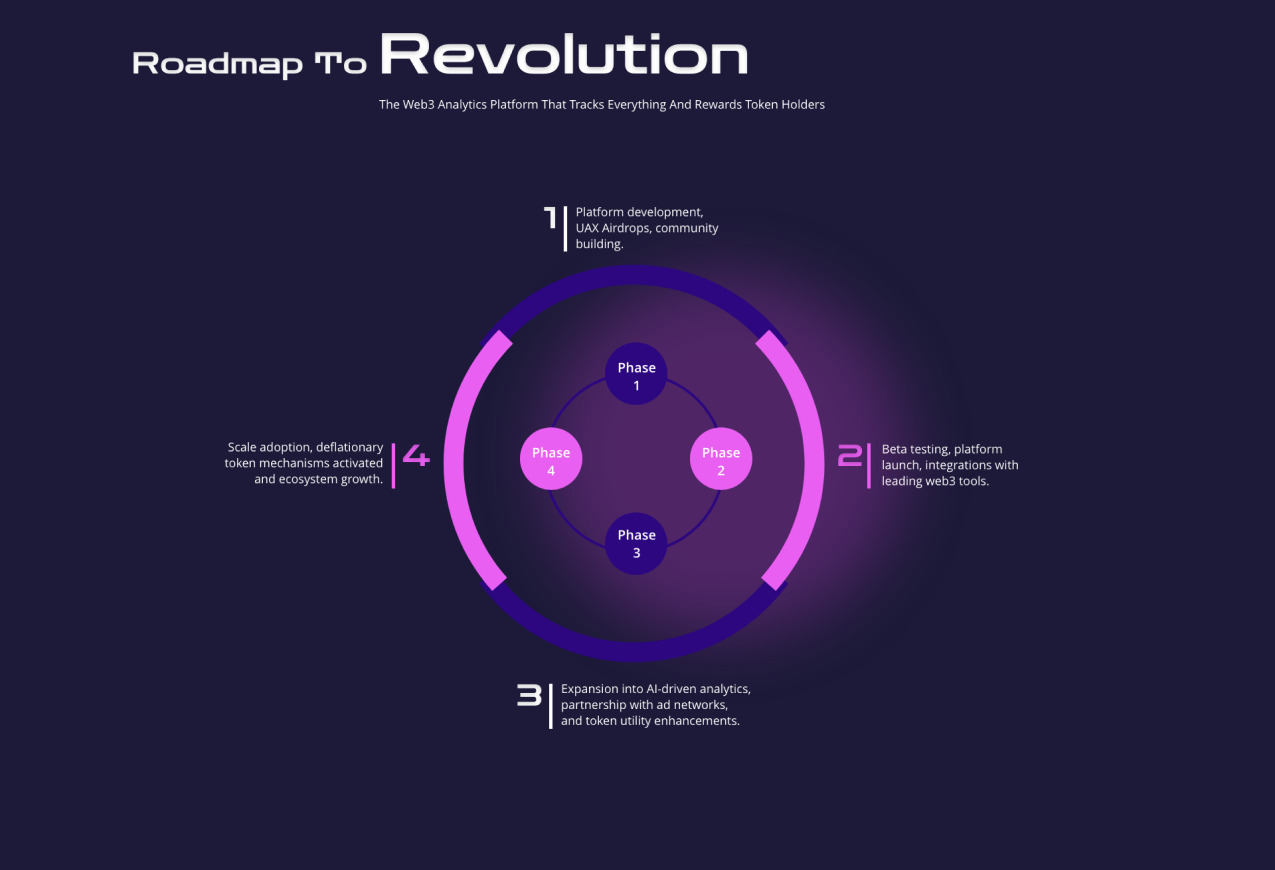 Roadmap To Revolution
The Web3 Analytics Platform That Tracks Everything And Rewards Token Holders
1
Platform development,
UAX Airdrops, community
building.
Phase
1
Phase
4
Phase
2
Phase
3
Scale adoption, deflationary
token mechanisms activated
and ecosystem growth.
4
2
Beta testing, platform
launch, integrations with
leading web3 tools.
3
Expansion into AI-driven analytics,
partnership with ad networks,
and token utility enhancements.